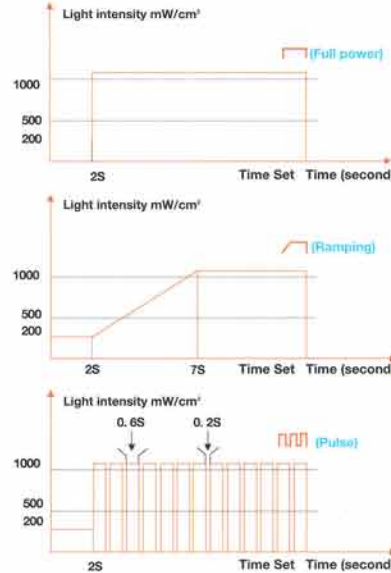 Light intensity mW/cm²
(Full power)
1000
500
200
2S
Time Set
Time (second
Light intensity mW/cm²
(Ramping)
1000
500
200
2S
7S
Time Set
Time (second
Light intensity mW/cm²
0. 6S
0. 2S
(Pulse)
1000
500
200
2S
Time Set
Time (second